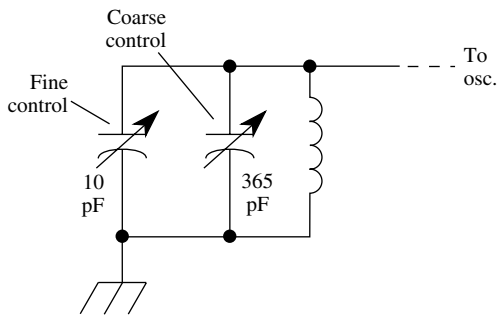 Coarse
control
To
osc.
Fine
control
10
pF
365
pF